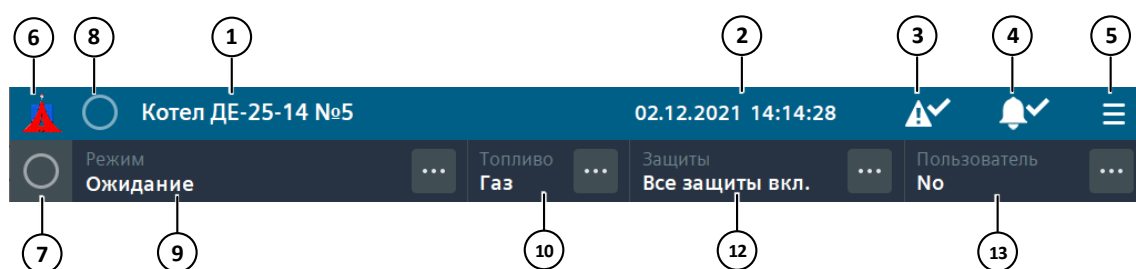 6 8 1 2 3 4 5
Котел ДЕ-25-14 №5 02.12.2021 14:14:28
Режим Топливо Защиты Пользователь
Ожидание ... Газ ... Все защиты вкл. ... No ...
7 9 10 12 13